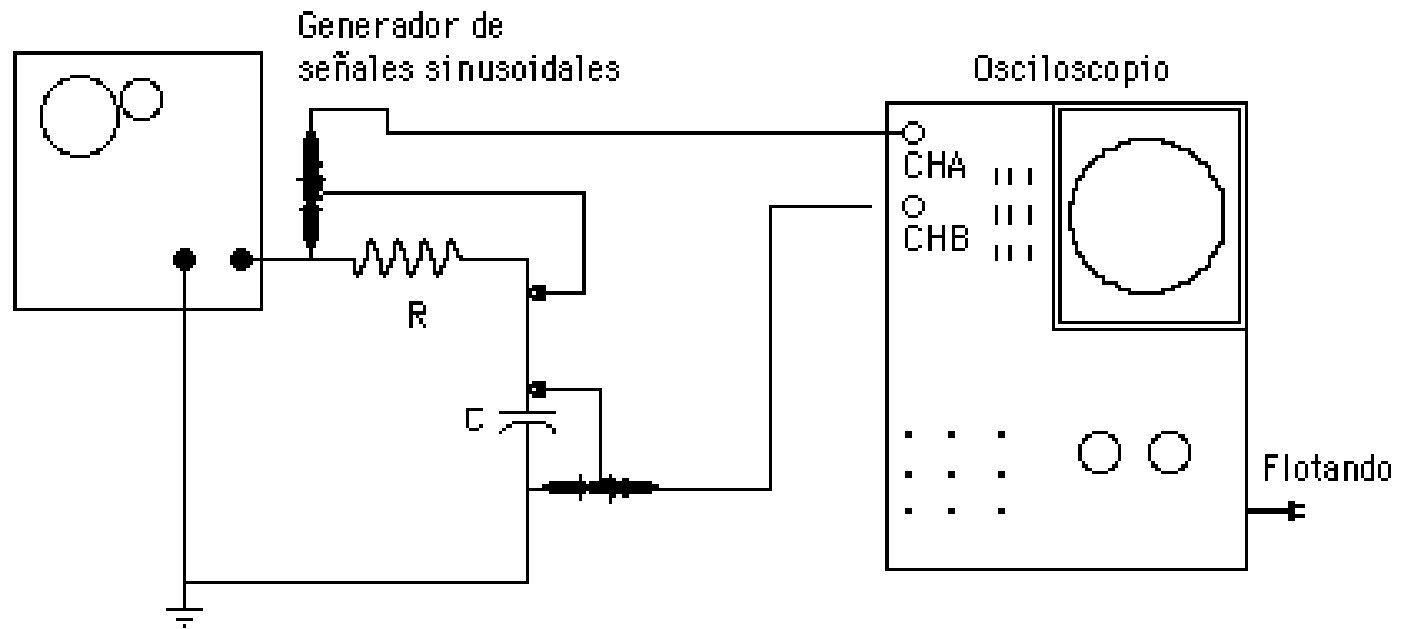 Generador de
señales sinusoidales
Osciloscopio
CHA
CHB
R
C
Flotando